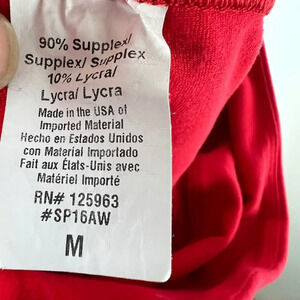 90% Supplex/
Supplex/ Supplex
10% Lycra/
Lycra/ Lycra
Made in the USA of
Imported Material
Hecho en Estados Unidos
con Material Importado
Fait aux États-Unis avec
Matériel Importé
RN# 125963
#SP16AW
M